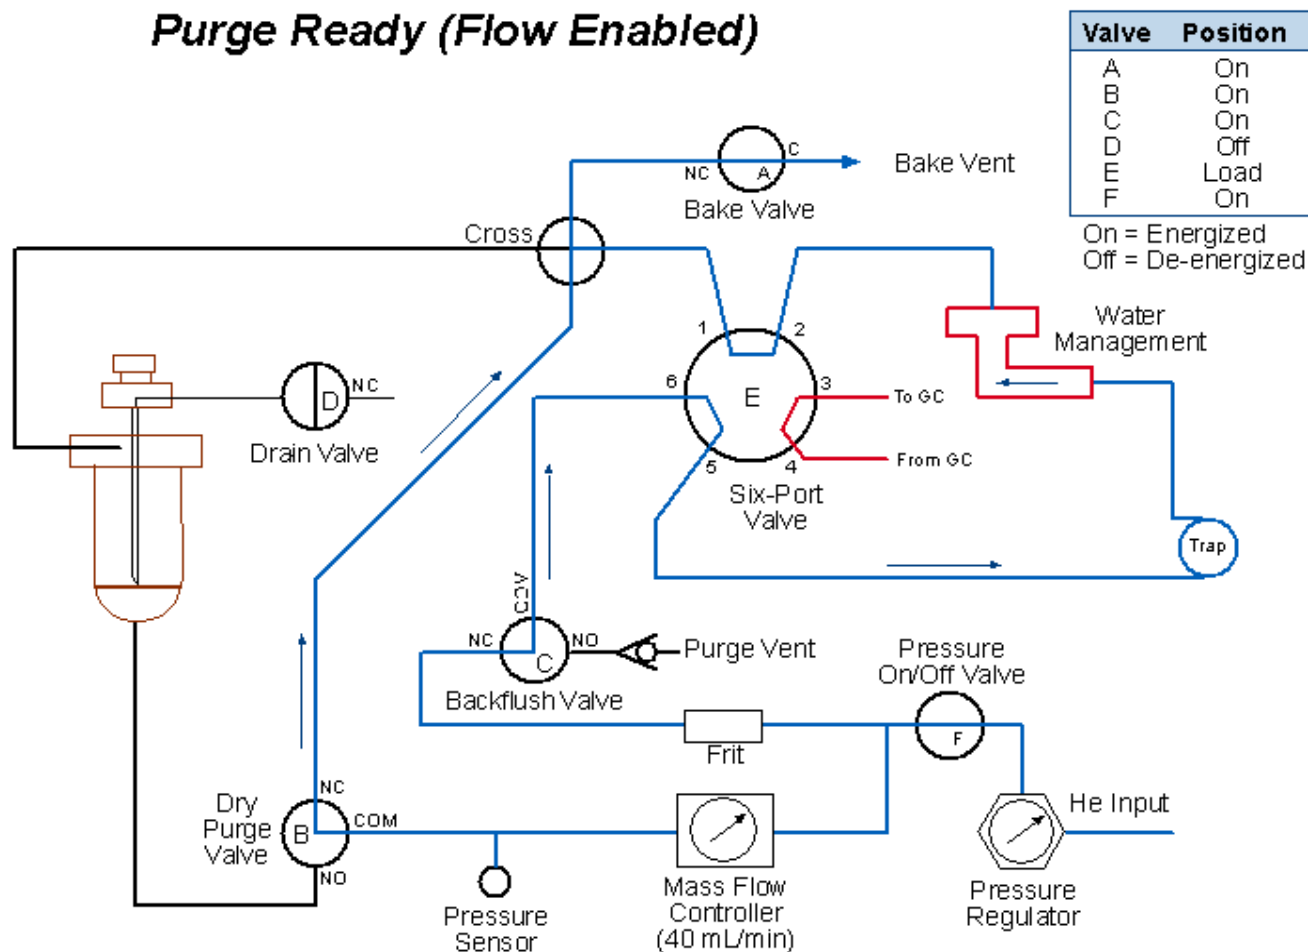 Purge Ready (Flow Enabled)
Valve Position
A On
B On
C On
D Off
E Load
F On
On = Energized
Off = De-energized
C
NC
A
Bake Vent
Bake Valve
Cross
1
2
Water
Management
6
E
3
To GC
NC
D
Drain Valve
5
4
From GC
Six-Port
Valve
Trap
NC
NO
C
Purge Vent
Backflush Valve
Pressure
On/Off Valve
F
Frit
NC
Dry
Purge
Valve
B
COM
NO
He Input
Mass Flow
Controller
(40 mL/min)
Pressure
Sensor
Pressure
Regulator